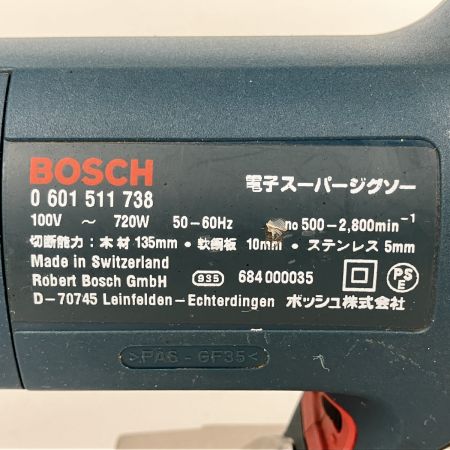 BOSCH 電子スーパージグソー
0 601 511 738
100V ～ 720W 50-60Hz no 500-2,800min⁻¹
切断能力：木材 135mm • 軟鋼板 10mm • ステンレス 5mm
Made in Switzerland
Robert Bosch GmbH 935 684 000035 PSE
D-70745 Leinfelden-Echterdingen ボッシュ株式会社
>PA6 - GF35<